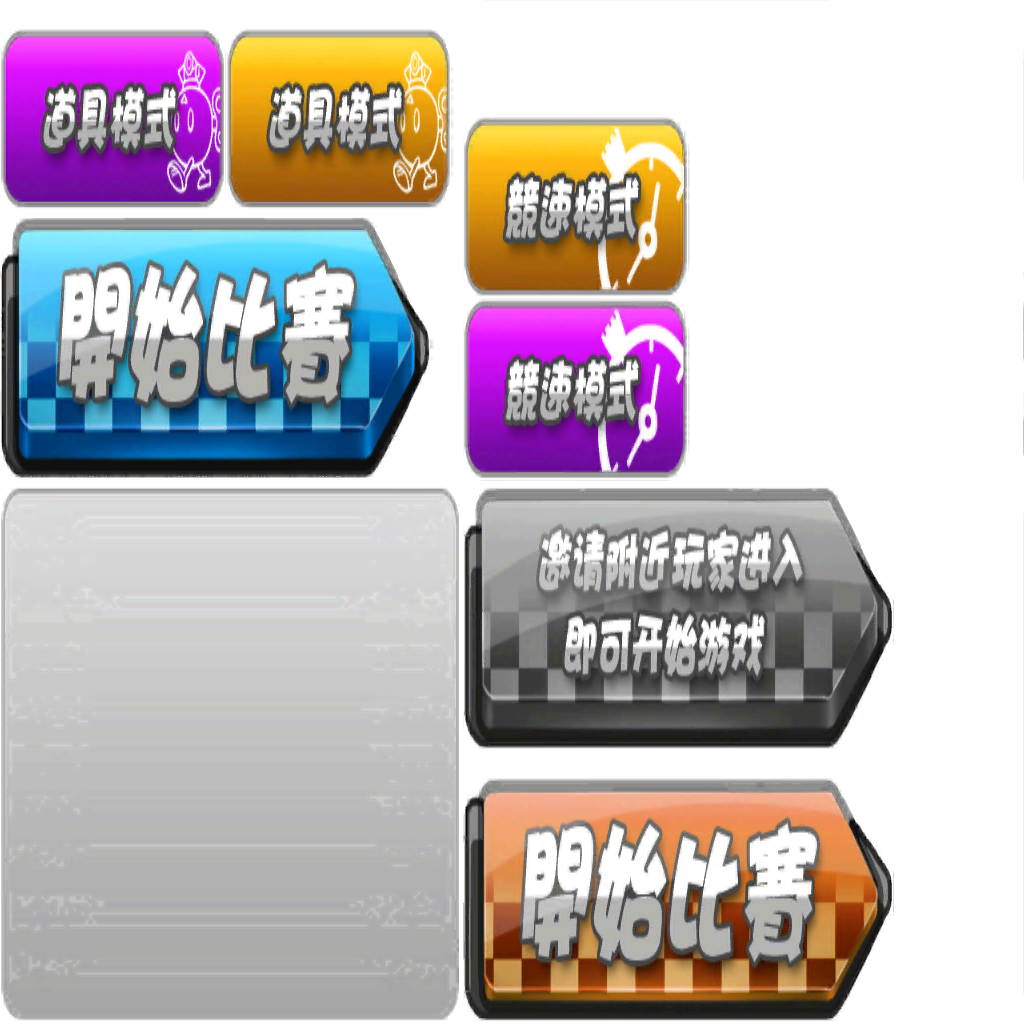 道具模式
道具模式
競速模式
開始比賽
競速模式
邀请附近玩家进入
即可开始游戏
開始比賽